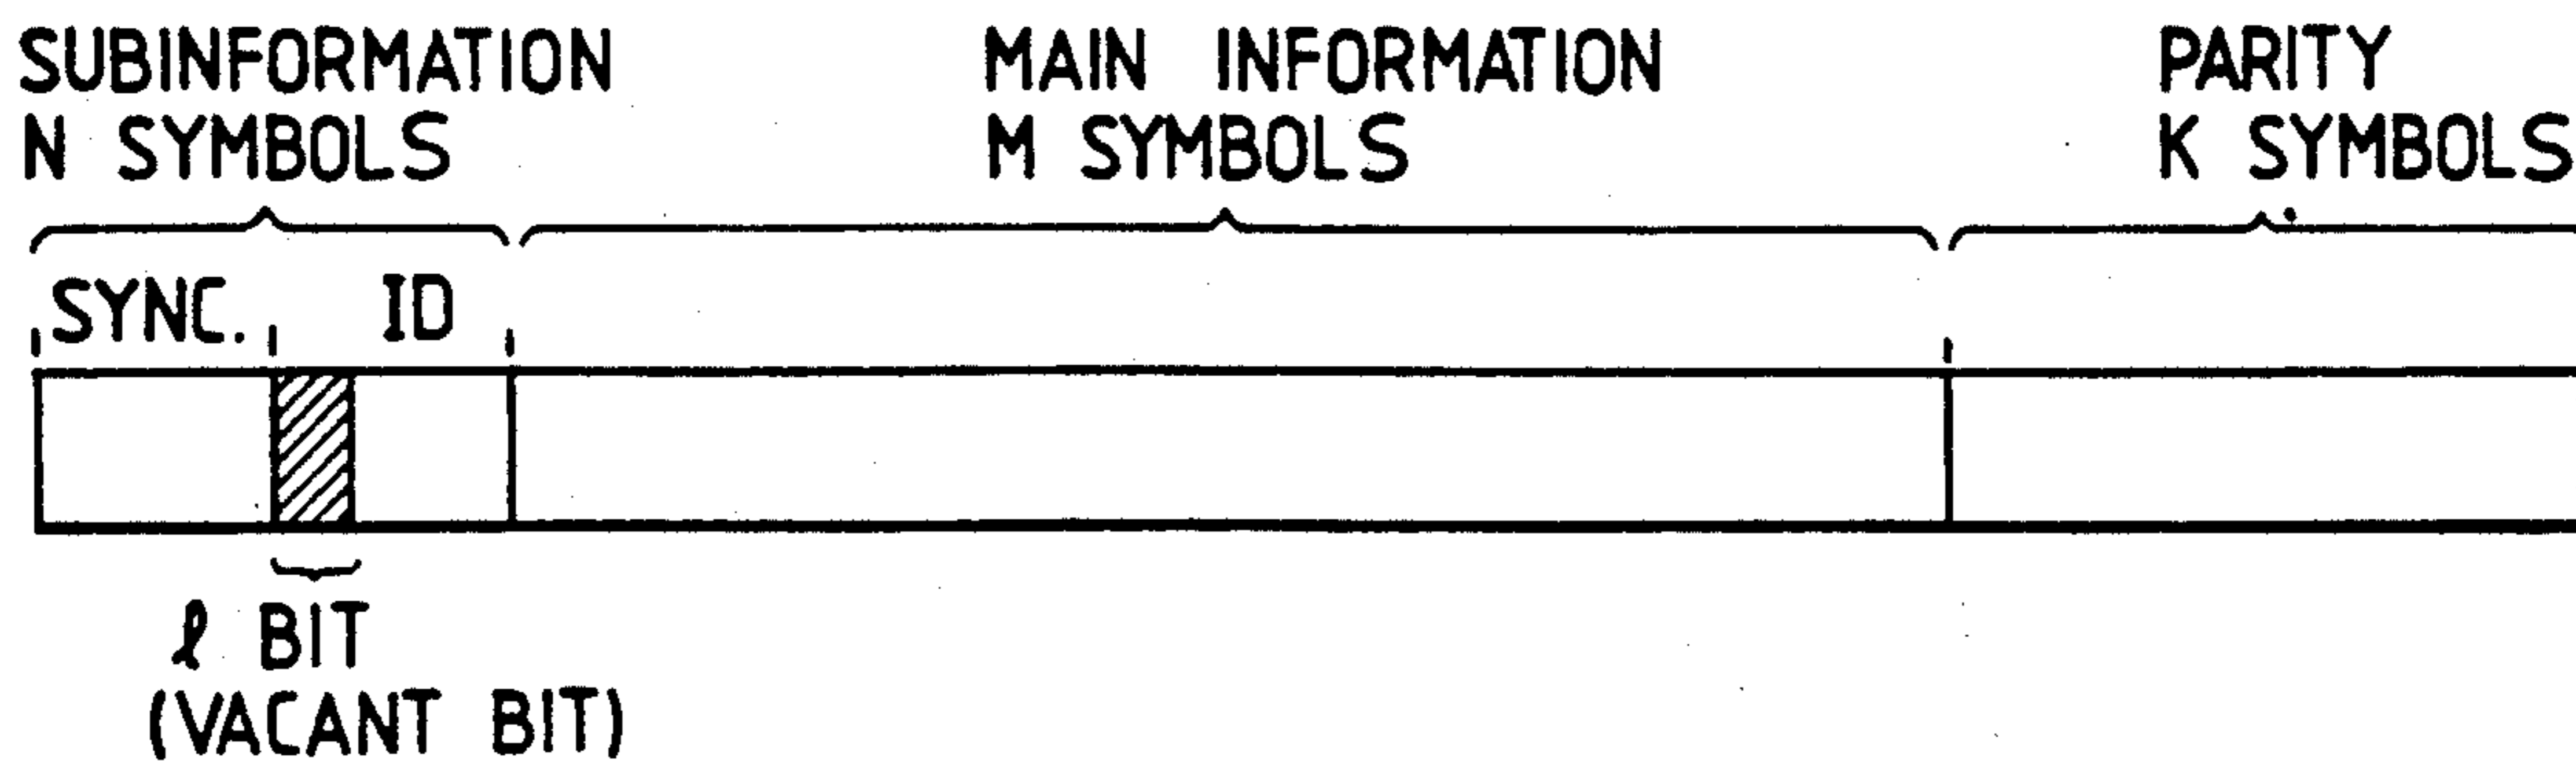 SUBINFORMATION
N SYMBOLS
MAIN INFORMATION
M SYMBOLS
PARITY
K SYMBOLS
SYNC.
ID
ℓ BIT
(VACANT BIT)